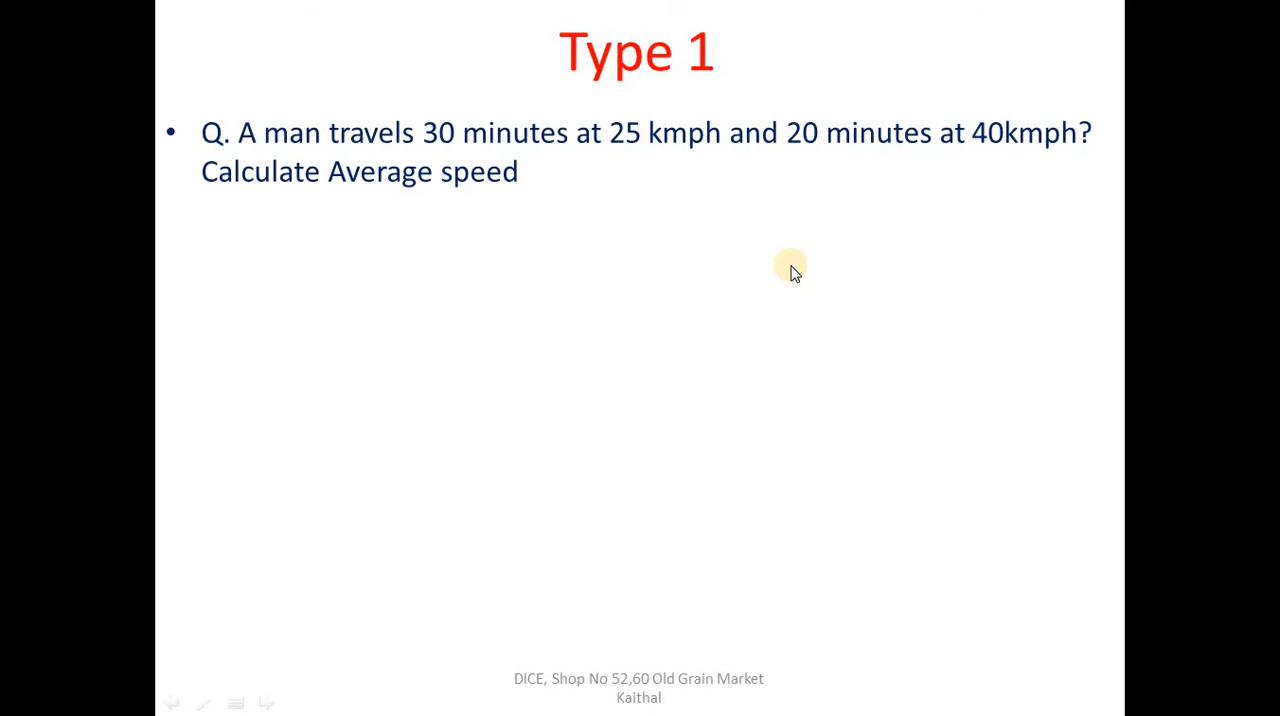 Type 1
• Q. A man travels 30 minutes at 25 kmph and 20 minutes at 40kmph?
Calculate Average speed
DICE, Shop No 52,60 Old Grain Market
Kaithal